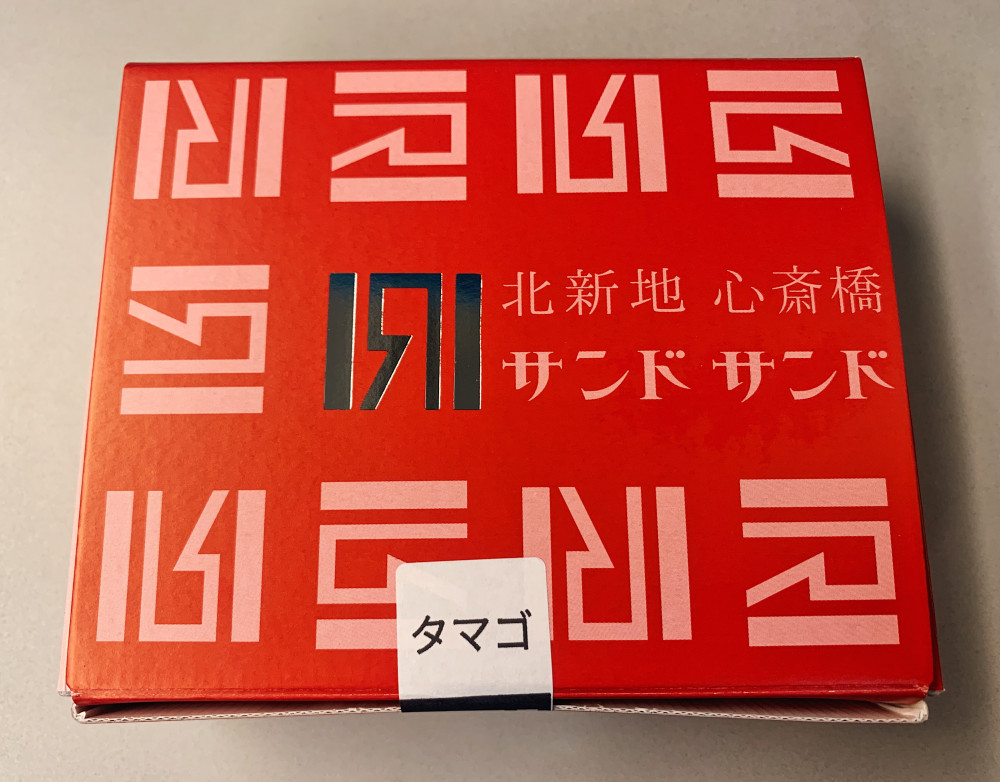 北新地 心斎橋
サンド サンド
タマゴ